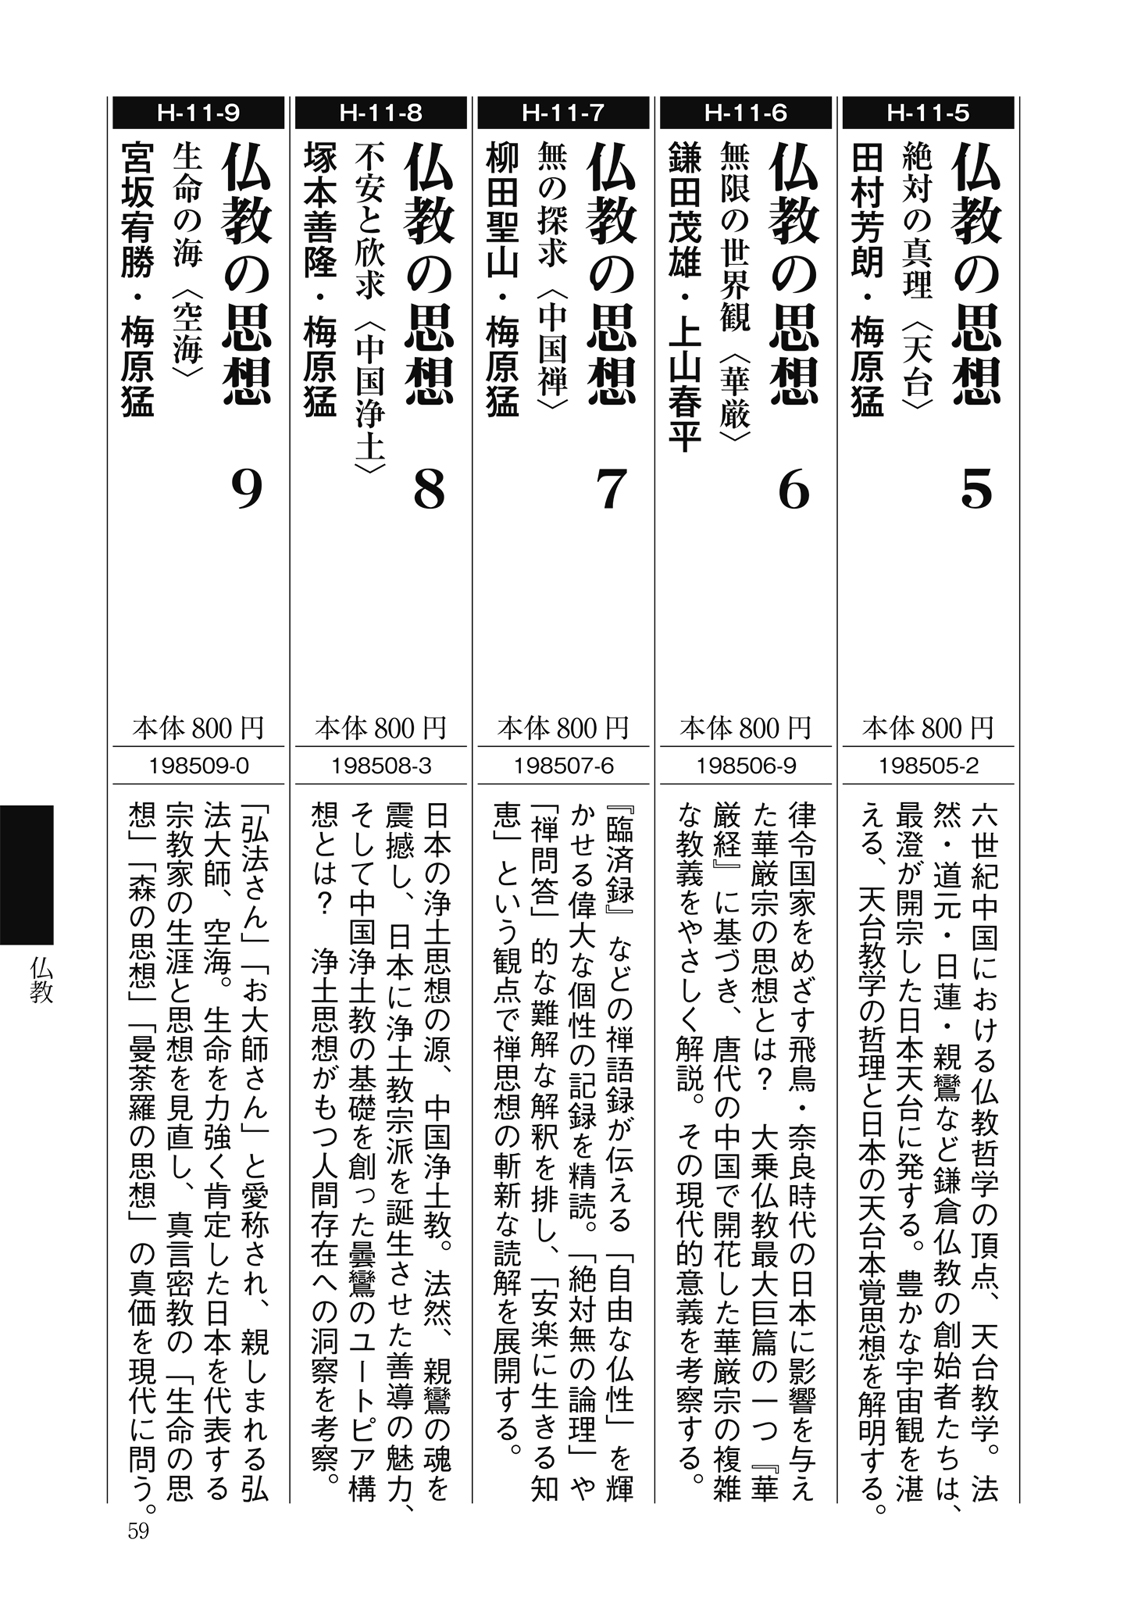 H-11-5
仏教の思想 5
絶対の真理〈天台〉
田村芳朗・梅原猛
本体 800 円
198505-2
六世紀中国における仏教哲学の頂点、天台教学。法
然・道元・日蓮・親鸞など鎌倉仏教の創始者たちは、
最澄が開宗した日本天台に発する。豊かな宇宙観を湛
える、天台教学の哲理と日本の天台本覚思想を解明する。
H-11-6
仏教の思想 6
無限の世界観〈華厳〉
鎌田茂雄・上山春平
本体 800 円
198506-9
律令国家をめざす飛鳥・奈良時代の日本に影響を与え
た華厳宗の思想とは？　大乗仏教最大巨篇の一つ『華
厳経』に基づき、唐代の中国で開花した華厳宗の複雑
な教義をやさしく解説。その現代的意義を考察する。
H-11-7
仏教の思想 7
無の探求〈中国禅〉
柳田聖山・梅原猛
本体 800 円
198507-6
『臨済録』などの禅語録が伝える「自由な仏性」を輝
かせる偉大な個性の記録を精読。「絶対無の論理」や
「禅問答」的な難解な解釈を排し、「安楽に生きる知
恵」という観点で禅思想の斬新な読解を展開する。
H-11-8
仏教の思想 8
不安と欣求〈中国浄土〉
塚本善隆・梅原猛
本体 800 円
198508-3
日本の浄土思想の源、中国浄土教。法然、親鸞の魂を
震撼し、日本に浄土教宗派を誕生させた善導の魅力、
そして中国浄土教の基礎を創った曇鸞のユートピア構
想とは？　浄土思想がもつ人間存在への洞察を考察。
H-11-9
仏教の思想 9
生命の海〈空海〉
宮坂宥勝・梅原猛
本体 800 円
198509-0
「弘法さん」「お大師さん」と愛称され、親しまれる弘
法大師、空海。生命を力強く肯定した日本を代表する
宗教家の生涯と思想を見直し、真言密教の「生命の思
想」「森の思想」「曼荼羅の思想」の真価を現代に問う。
仏教
59